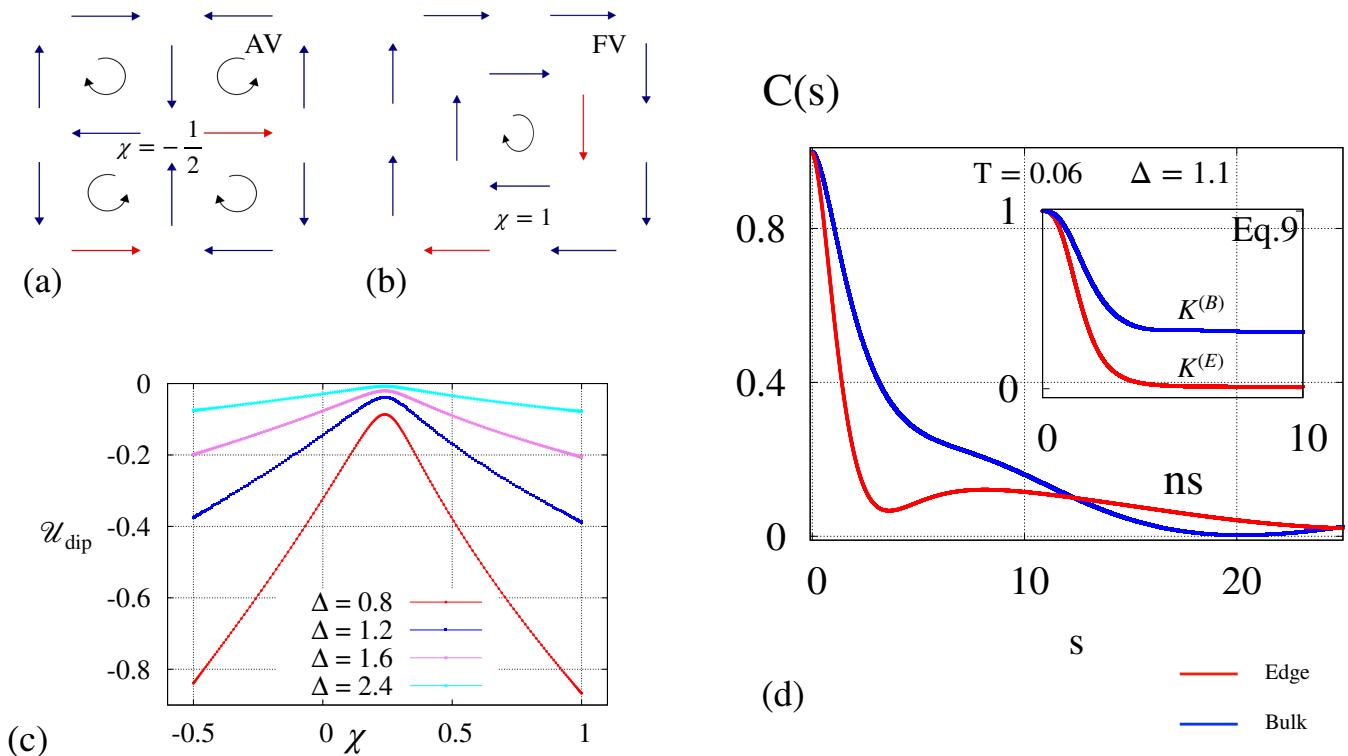 AV
χ = − 1/2
(a)
FV
χ = 1
(b)
0
-0.2
-0.4
-0.6
-0.8
𝒰dip
Δ = 0.8
Δ = 1.2
Δ = 1.6
Δ = 2.4
-0.5 0 0.5 1
χ
(c)
C(s)
T = 0.06 Δ = 1.1
0.8
0.4
0
1
0
Eq.9
K(B)
K(E)
0 10
ns
0 10 20
s
(d)
Edge
Bulk